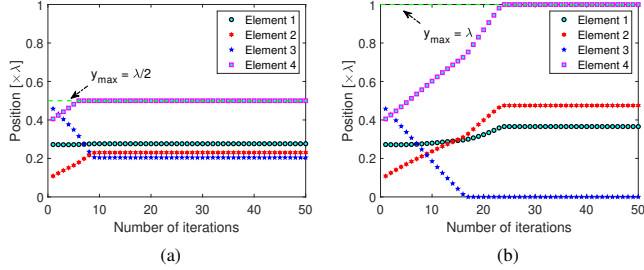 1
0.8
0.6
0.4
0.2
0
Position [×λ]
y_max = λ/2
Element 1
Element 2
Element 3
Element 4
0 10 20 30 40 50
Number of iterations
(a)
1
0.8
0.6
0.4
0.2
0
Position [×λ]
y_max = λ
Element 1
Element 2
Element 3
Element 4
0 10 20 30 40 50
Number of iterations
(b)